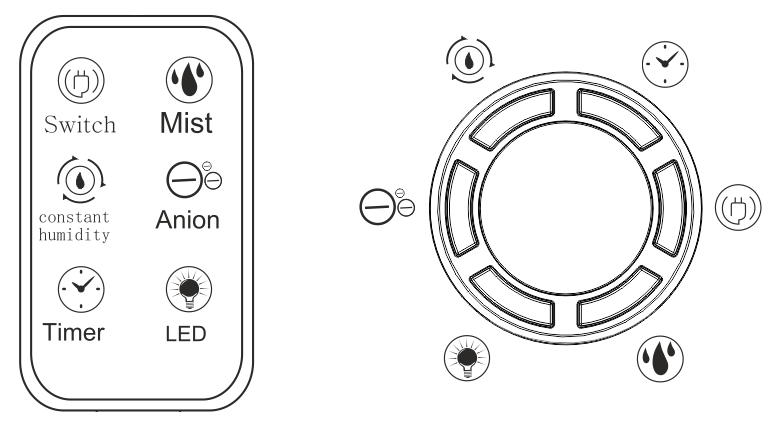 Switch
Mist
constant
humidity
Anion
Timer
LED